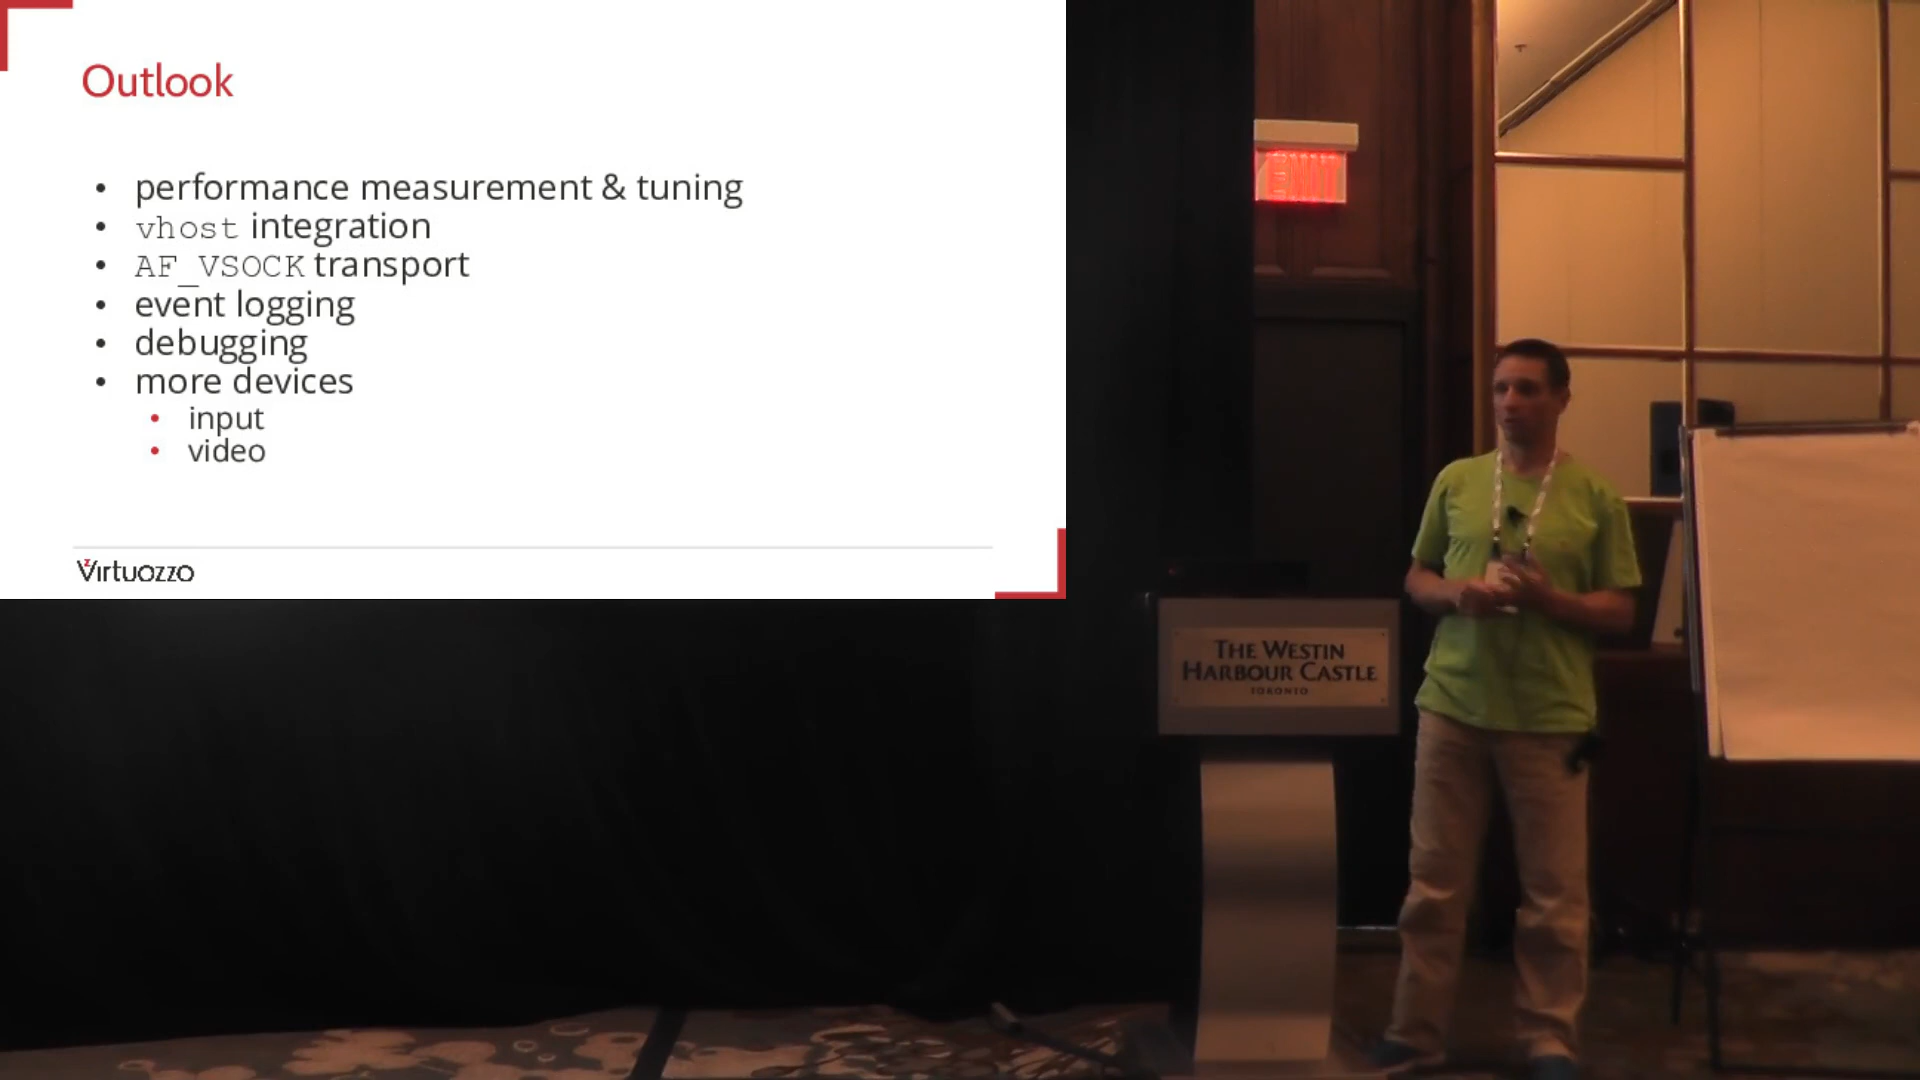 Outlook
• performance measurement & tuning
• vhost integration
• AF_VSOCK transport
• event logging
• debugging
• more devices
• input
• video
Virtuozzo
EXIT
THE WESTIN
HARBOUR CASTLE
TORONTO